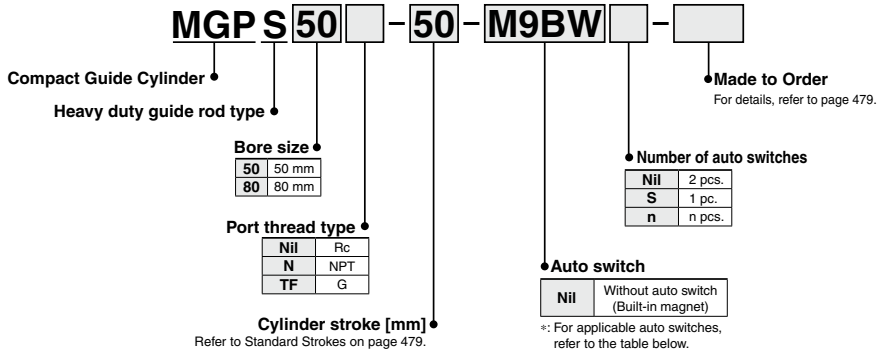 MGP S 50 - 50 - M9BW -
Compact Guide Cylinder
Heavy duty guide rod type
Bore size
50 50 mm
80 80 mm
Port thread type
Nil Rc
N NPT
TF G
Cylinder stroke [mm]
Refer to Standard Strokes on page 479.
Made to Order
For details, refer to page 479.
Number of auto switches
Nil 2 pcs.
S 1 pc.
n n pcs.
Auto switch
Nil Without auto switch
(Built-in magnet)
∗: For applicable auto switches,
refer to the table below.